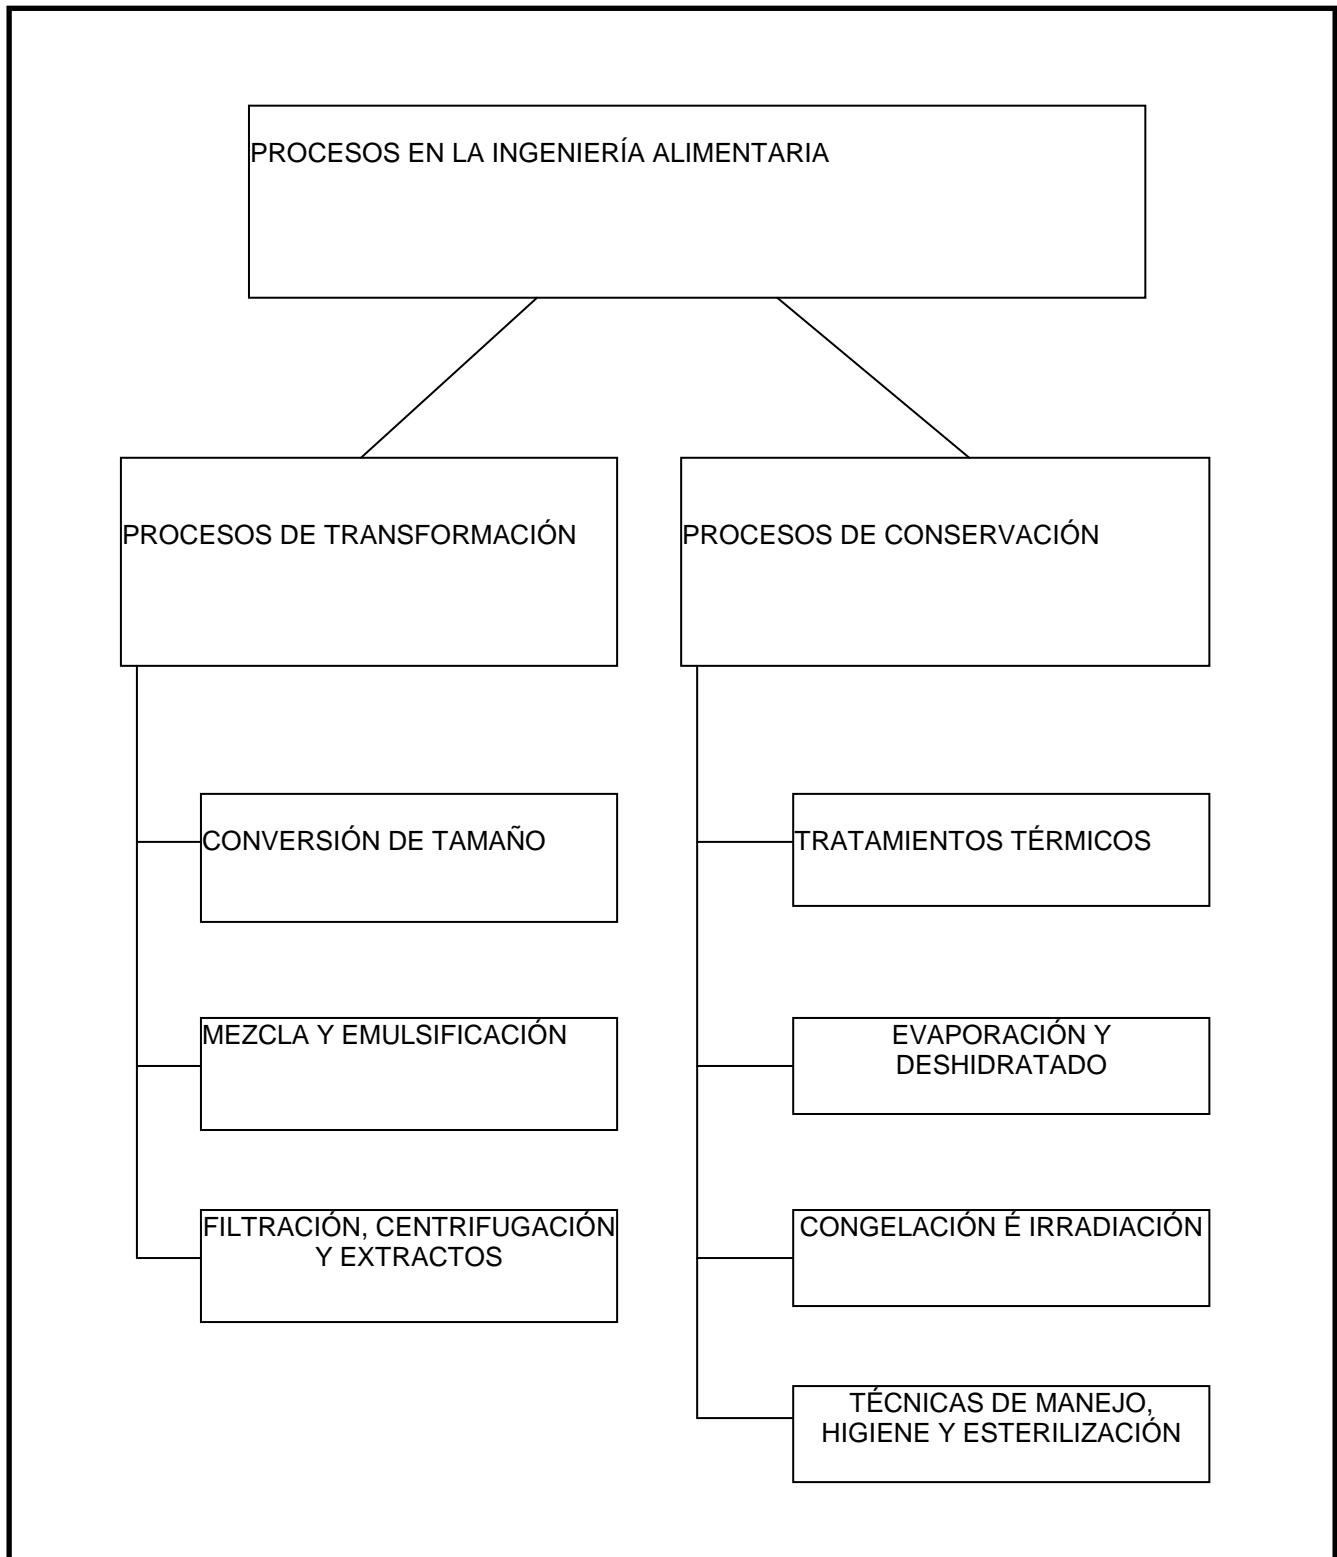 PROCESOS EN LA INGENIERÍA ALIMENTARIA
PROCESOS DE TRANSFORMACIÓN
CONVERSIÓN DE TAMAÑO
MEZCLA Y EMULSIFICACIÓN
FILTRACIÓN, CENTRIFUGACIÓN
Y EXTRACTOS
PROCESOS DE CONSERVACIÓN
TRATAMIENTOS TÉRMICOS
EVAPORACIÓN Y
DESHIDRATADO
CONGELACIÓN É IRRADIACIÓN
TÉCNICAS DE MANEJO,
HIGIENE Y ESTERILIZACIÓN